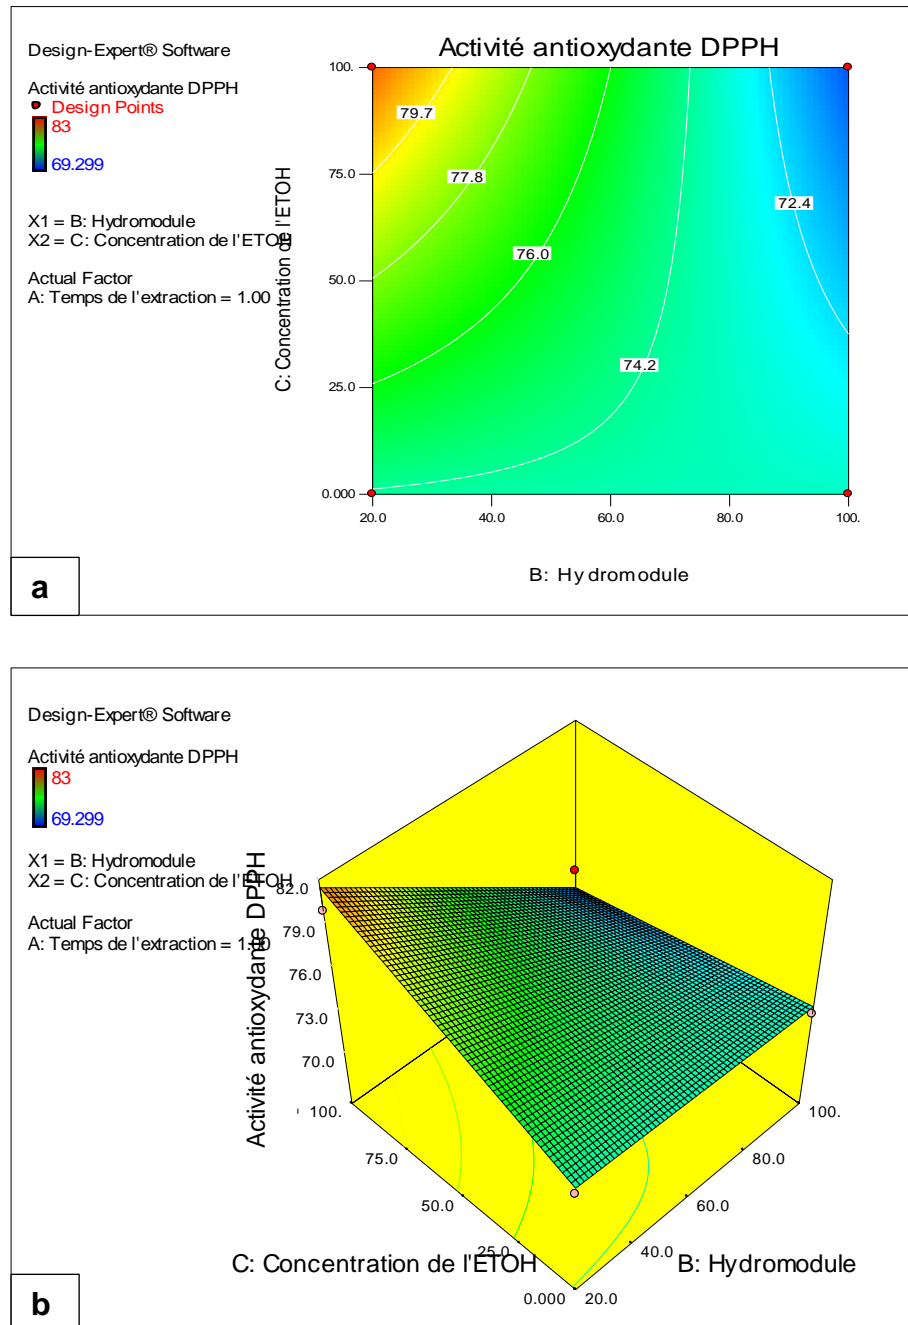 Design-Expert® Software
Activité antioxydante DPPH
Design Points
83
69.299
X1 = B: Hydromodule
X2 = C: Concentration de l'ETOH
Actual Factor
A: Temps de l'extraction = 1.00
Activité antioxydante DPPH
C: Concentration de l'ETOH
100.
75.0
50.0
25.0
0.000
20.0
40.0
60.0
80.0
100.
79.7
77.8
76.0
74.2
72.4
B: Hydromodule
a
Design-Expert® Software
Activité antioxydante DPPH
83
69.299
X1 = B: Hydromodule
X2 = C: Concentration de l'ETOH
Actual Factor
A: Temps de l'extraction = 1.00
Activité antioxydante DPPH
82.0
79.0
76.0
73.0
70.0
100.
75.0
50.0
25.0
0.000
20.0
40.0
60.0
80.0
100.
C: Concentration de l'ETOH
B: Hydromodule
b